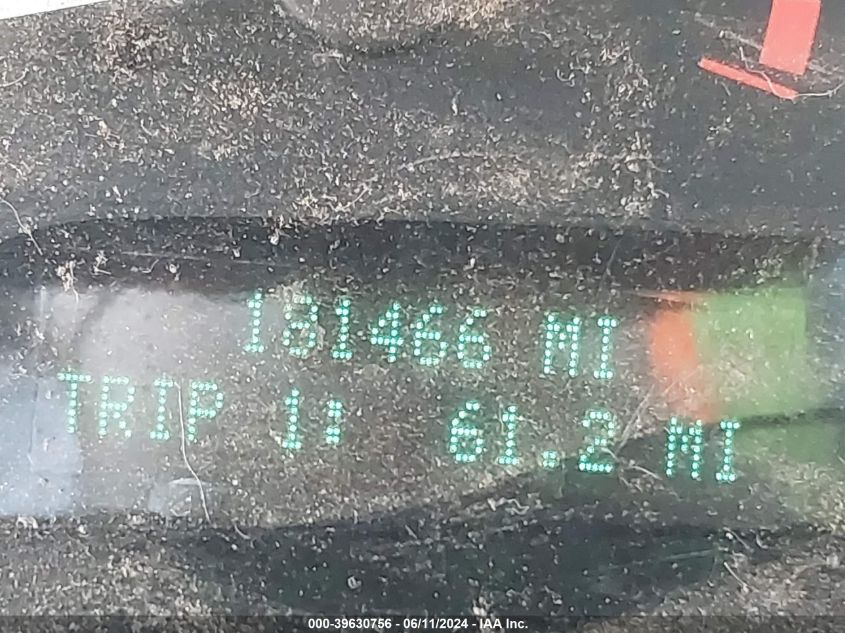 181466 MI
TRIP 1: 61.2 MI
000-39630756 - 06/11/2024 - IAA Inc.